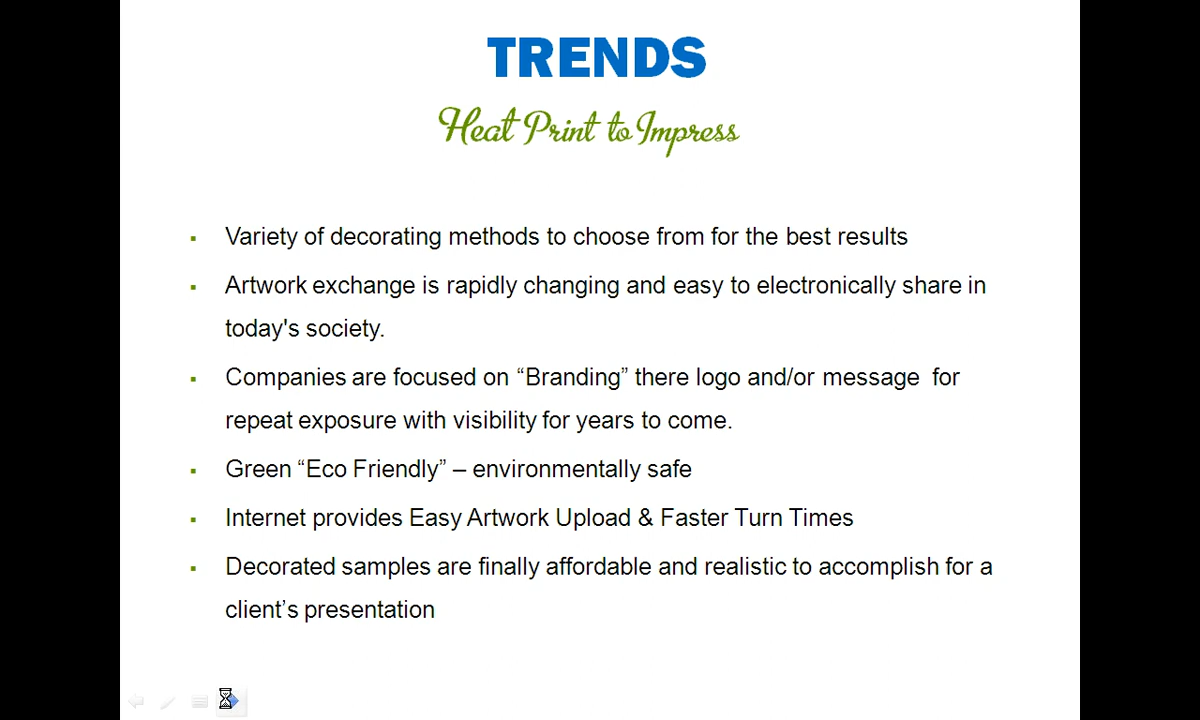 TRENDS
Heat Print to Impress
▪ Variety of decorating methods to choose from for the best results
▪ Artwork exchange is rapidly changing and easy to electronically share in
today's society.
▪ Companies are focused on “Branding” there logo and/or message  for
repeat exposure with visibility for years to come.
▪ Green “Eco Friendly” – environmentally safe
▪ Internet provides Easy Artwork Upload & Faster Turn Times
▪ Decorated samples are finally affordable and realistic to accomplish for a
client’s presentation